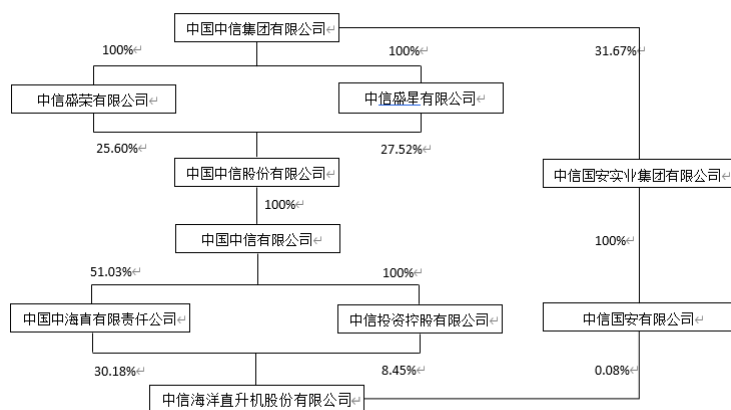 中国中信集团有限公司
100%
100%
31.67%
中信盛荣有限公司
中信盛星有限公司
25.60%
27.52%
中国中信股份有限公司
中信国安实业集团有限公司
100%
中国中信有限公司
100%
51.03%
100%
中国中海直有限责任公司
中信投资控股有限公司
中信国安有限公司
30.18%
8.45%
0.08%
中信海洋直升机股份有限公司